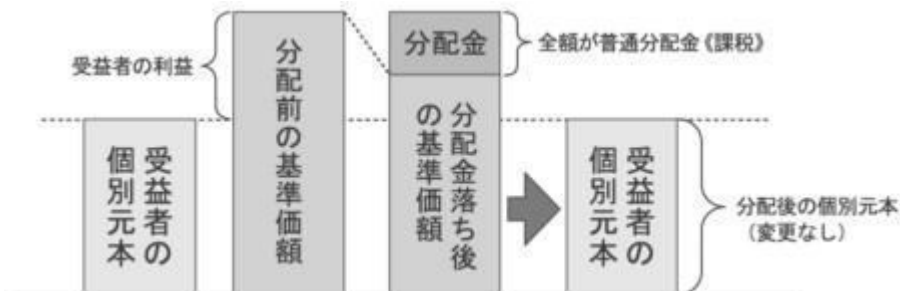 受益者の利益
受益者の
個別元本
分配前の基準価額
分配金
分配金落ち後
の基準価額
全額が普通分配金《課税》
受益者の
個別元本
分配後の個別元本
（変更なし）